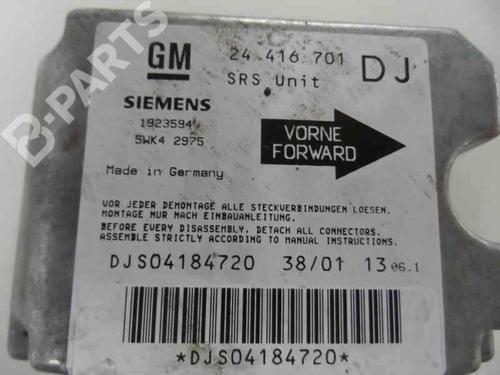 B-PARTS
GM
24 416 701 DJ
SRS Unit
SIEMENS
1923594
5WK4 2975
VORNE
FORWARD
Made in Germany
VOR JEDER DEMONTAGE ALLE STECKVERBINDUNGEN LOESEN.
MONTAGE NUR NACH EINBAUANLEITUNG.
BEFORE EVERY DISASSEMBLY, DETACH ALL CONNECTORS.
ASSEMBLE STRICTLY ACCORDING TO MANUAL INSTRUCTIONS.
DJS04184720 38/01 13 06.1
*DJS04184720*